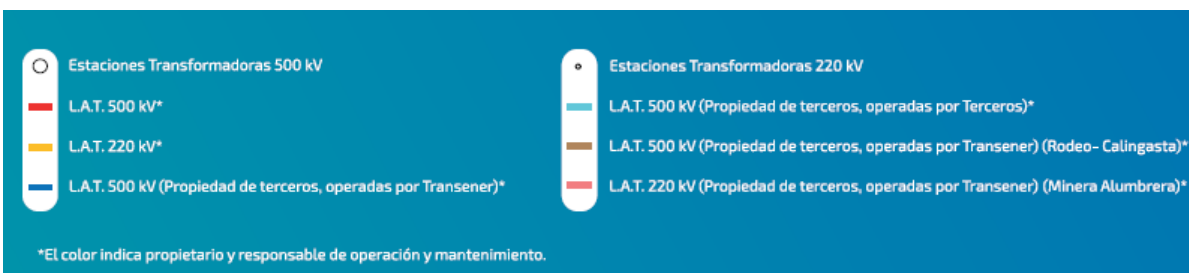 Estaciones Transformadoras 500 kV
L.A.T. 500 kV*
L.A.T. 220 kV*
L.A.T. 500 kV (Propiedad de terceros, operadas por Transener)*
Estaciones Transformadoras 220 kV
L.A.T. 500 kV (Propiedad de terceros, operadas por Terceros)*
L.A.T. 500 kV (Propiedad de terceros, operadas por Transener) (Rodeo- Calingasta)*
L.A.T. 220 kV (Propiedad de terceros, operadas por Transener) (Minera Alumbrera)*
*El color indica propietario y responsable de operación y mantenimiento.